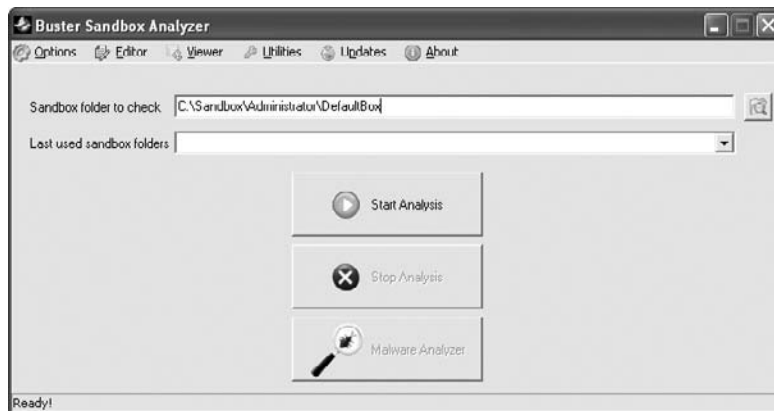 Buster Sandbox Analyzer
Options Editor Viewer Utilities Updates About
Sandbox folder to check C:\Sandbox\Administrator\DefaultBox
Last used sandbox folders
Start Analysis
Stop Analysis
Malware Analyzer
Ready!